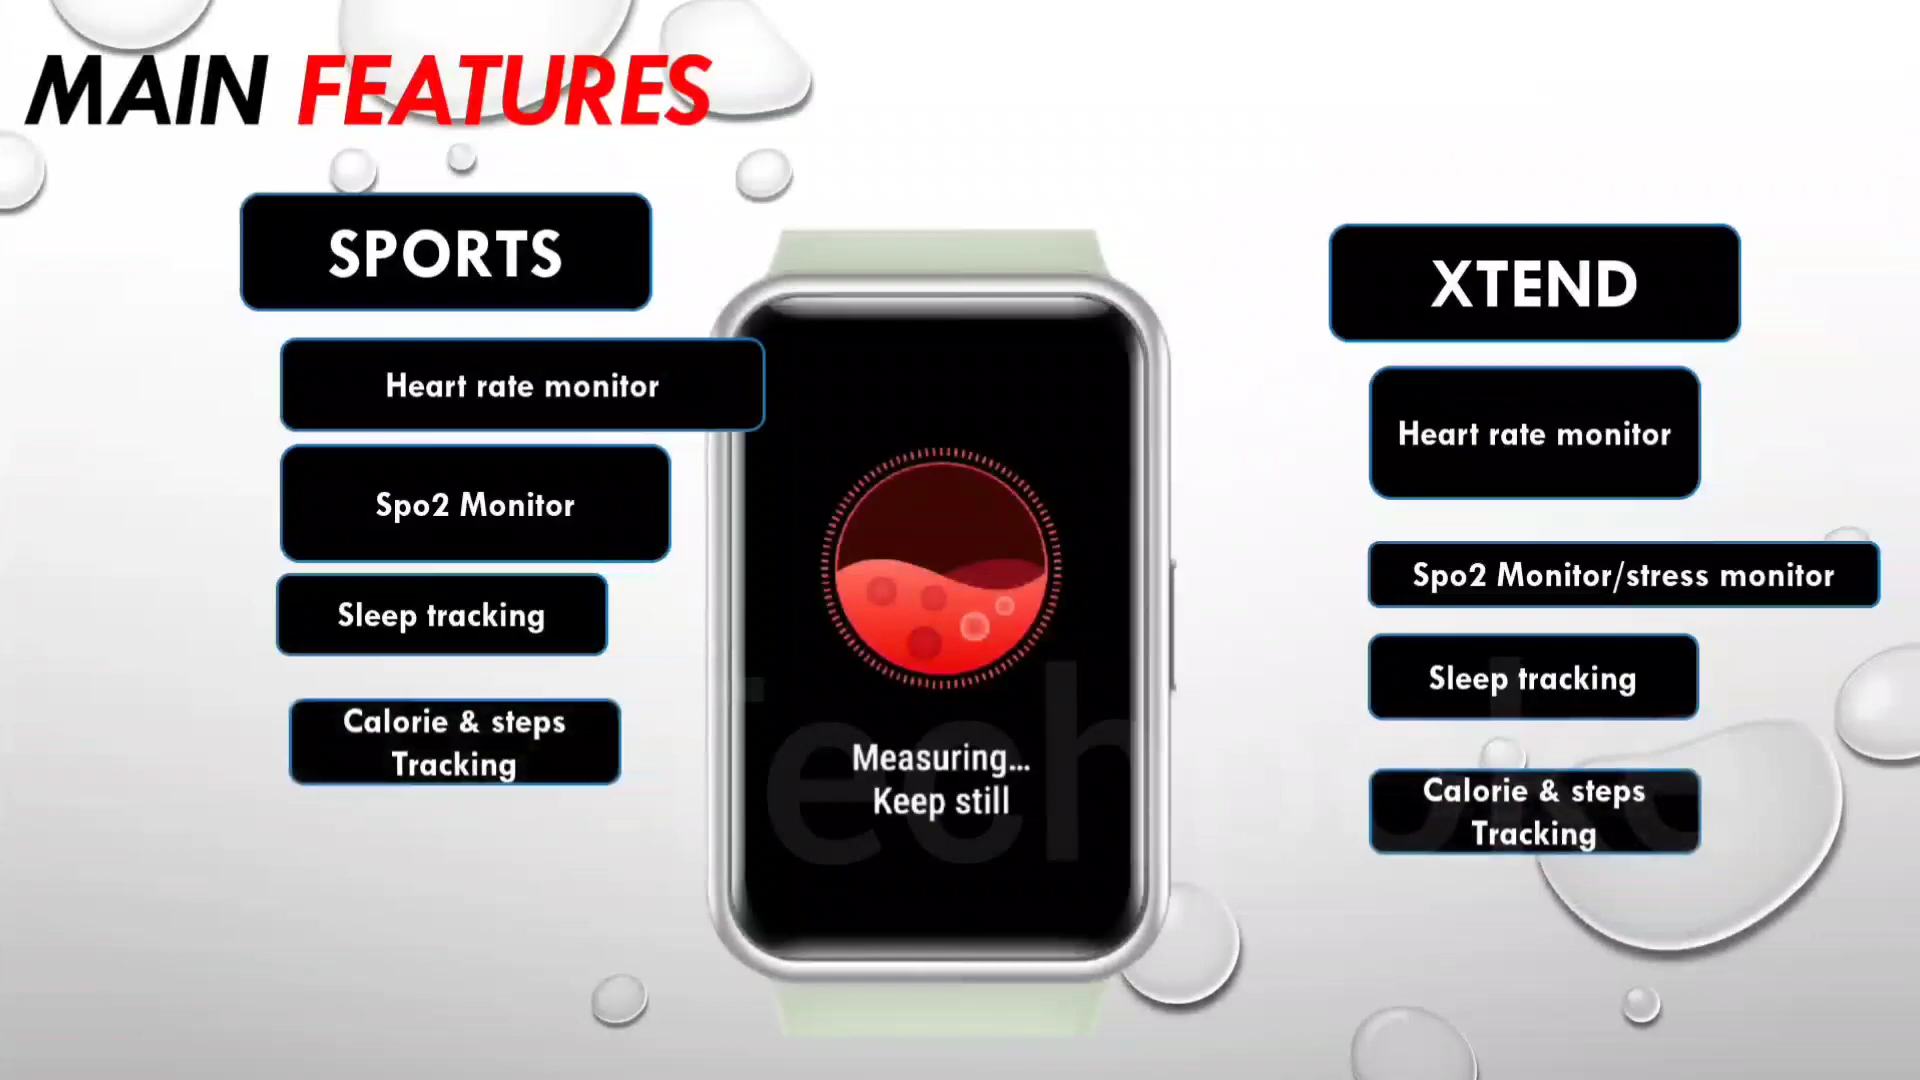 MAIN FEATURES
SPORTS
Heart rate monitor
Spo2 Monitor
Sleep tracking
Calorie & steps
Tracking
Measuring...
Keep still
XTEND
Heart rate monitor
Spo2 Monitor/stress monitor
Sleep tracking
Calorie & steps
Tracking